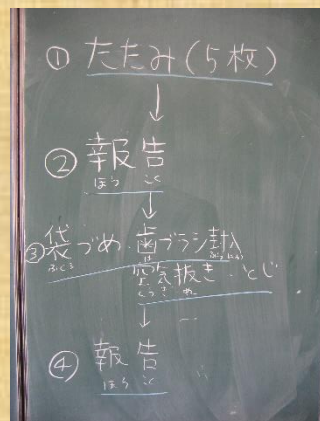 ① たたみ(5枚)
↓
② 報告
ほう こく
↓
③ 袋づめ・歯ブラシ封入
ふくろ は ふうにゅう
空気抜き・とじ
くう き ぬ
↓
④ 報告
ほう こく